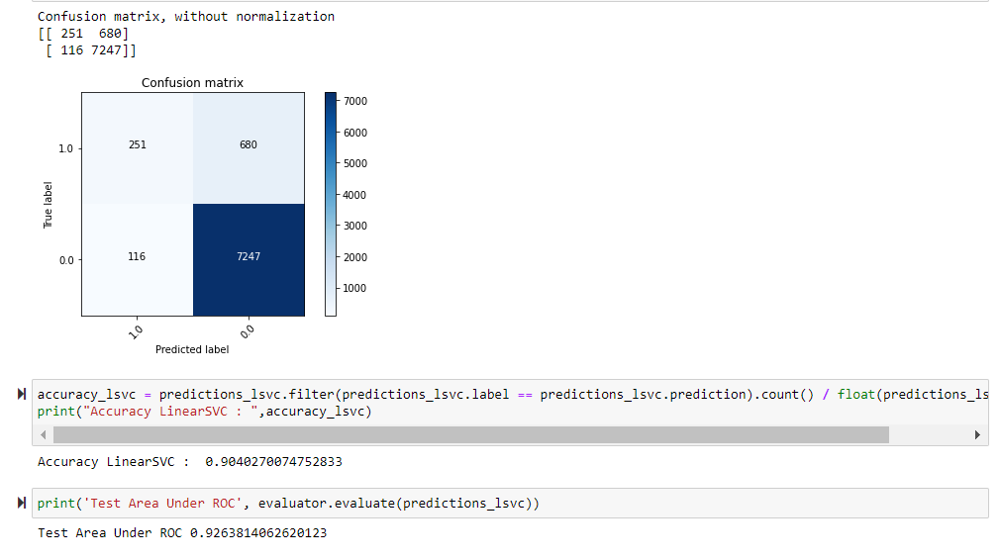 Confusion matrix, without normalization
[[ 251  680]
 [ 116 7247]]
Confusion matrix
7000
6000
5000
4000
3000
2000
1000
True label
1.0
251
680
0.0
116
7247
1.0
0.0
Predicted label
accuracy_lsvc = predictions_lsvc.filter(predictions_lsvc.label == predictions_lsvc.prediction).count() / float(predictions_ls
print("Accuracy LinearSVC : ",accuracy_lsvc)
Accuracy LinearSVC :  0.9040270074752833
print('Test Area Under ROC', evaluator.evaluate(predictions_lsvc))
Test Area Under ROC 0.9263814062620123